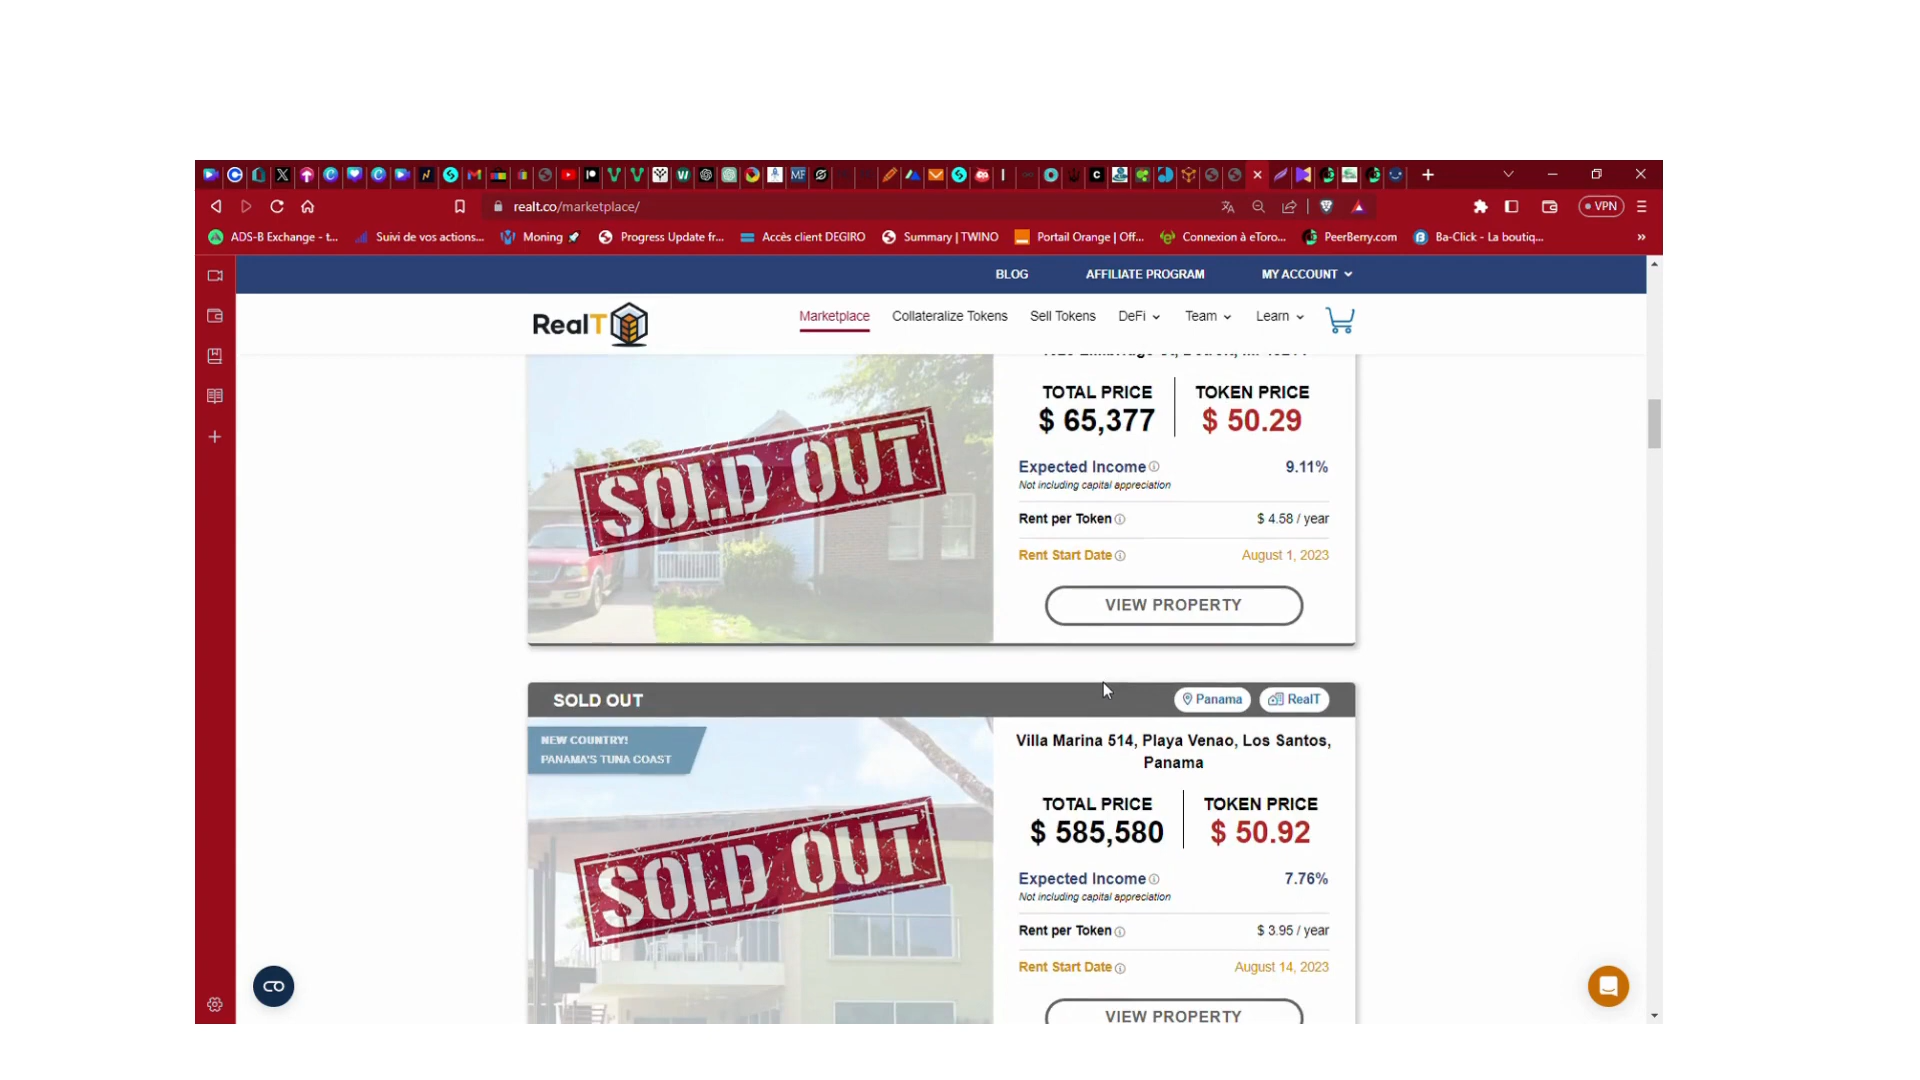 MF
realt.co/marketplace/
VPN
ADS-B Exchange - t...
Suivi de vos actions...
Moning
Progress Update fr...
Accès client DEGIRO
Summary | TWINO
Portail Orange | Off...
Connexion à eToro...
PeerBerry.com
Ba-Click - La boutiq...
»
BLOG
AFFILIATE PROGRAM
MY ACCOUNT
RealT
Marketplace
Collateralize Tokens
Sell Tokens
DeFi
Team
Learn
TOTAL PRICE
$ 65,377
TOKEN PRICE
$ 50.29
SOLD OUT
Expected Income
9.11%
Not including capital appreciation
Rent per Token
$ 4.58 / year
Rent Start Date
August 1, 2023
VIEW PROPERTY
SOLD OUT
Panama
RealT
NEW COUNTRY!
PANAMA'S TUNA COAST
Villa Marina 514, Playa Venao, Los Santos,
Panama
TOTAL PRICE
$ 585,580
TOKEN PRICE
$ 50.92
SOLD OUT
Expected Income
7.76%
Not including capital appreciation
Rent per Token
$ 3.95 / year
Rent Start Date
August 14, 2023
VIEW PROPERTY